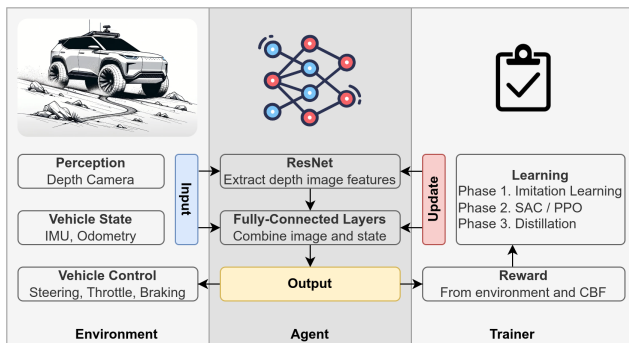 Perception
Depth Camera
Vehicle State
IMU, Odometry
Vehicle Control
Steering, Throttle, Braking
Environment
Input
ResNet
Extract depth image features
Fully-Connected Layers
Combine image and state
Output
Agent
Update
Learning
Phase 1. Imitation Learning
Phase 2. SAC / PPO
Phase 3. Distillation
Reward
From environment and CBF
Trainer